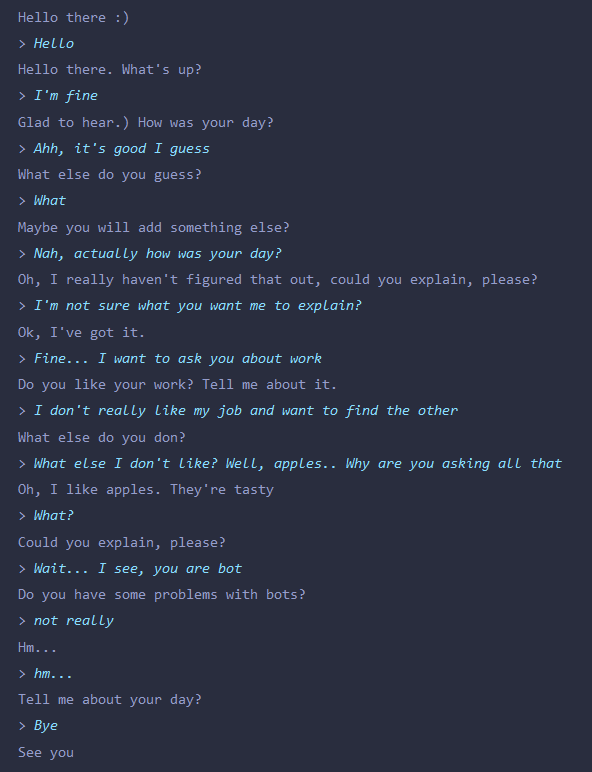 Hello there :)
> Hello
Hello there. What's up?
> I'm fine
Glad to hear.) How was your day?
> Ahh, it's good I guess
What else do you guess?
> What
Maybe you will add something else?
> Nah, actually how was your day?
Oh, I really haven't figured that out, could you explain, please?
> I'm not sure what you want me to explain?
Ok, I've got it.
> Fine... I want to ask you about work
Do you like your work? Tell me about it.
> I don't really like my job and want to find the other
What else do you don?
> What else I don't like? Well, apples.. Why are you asking all that
Oh, I like apples. They're tasty
> What?
Could you explain, please?
> Wait... I see, you are bot
Do you have some problems with bots?
> not really
Hm...
> hm...
Tell me about your day?
> Bye
See you